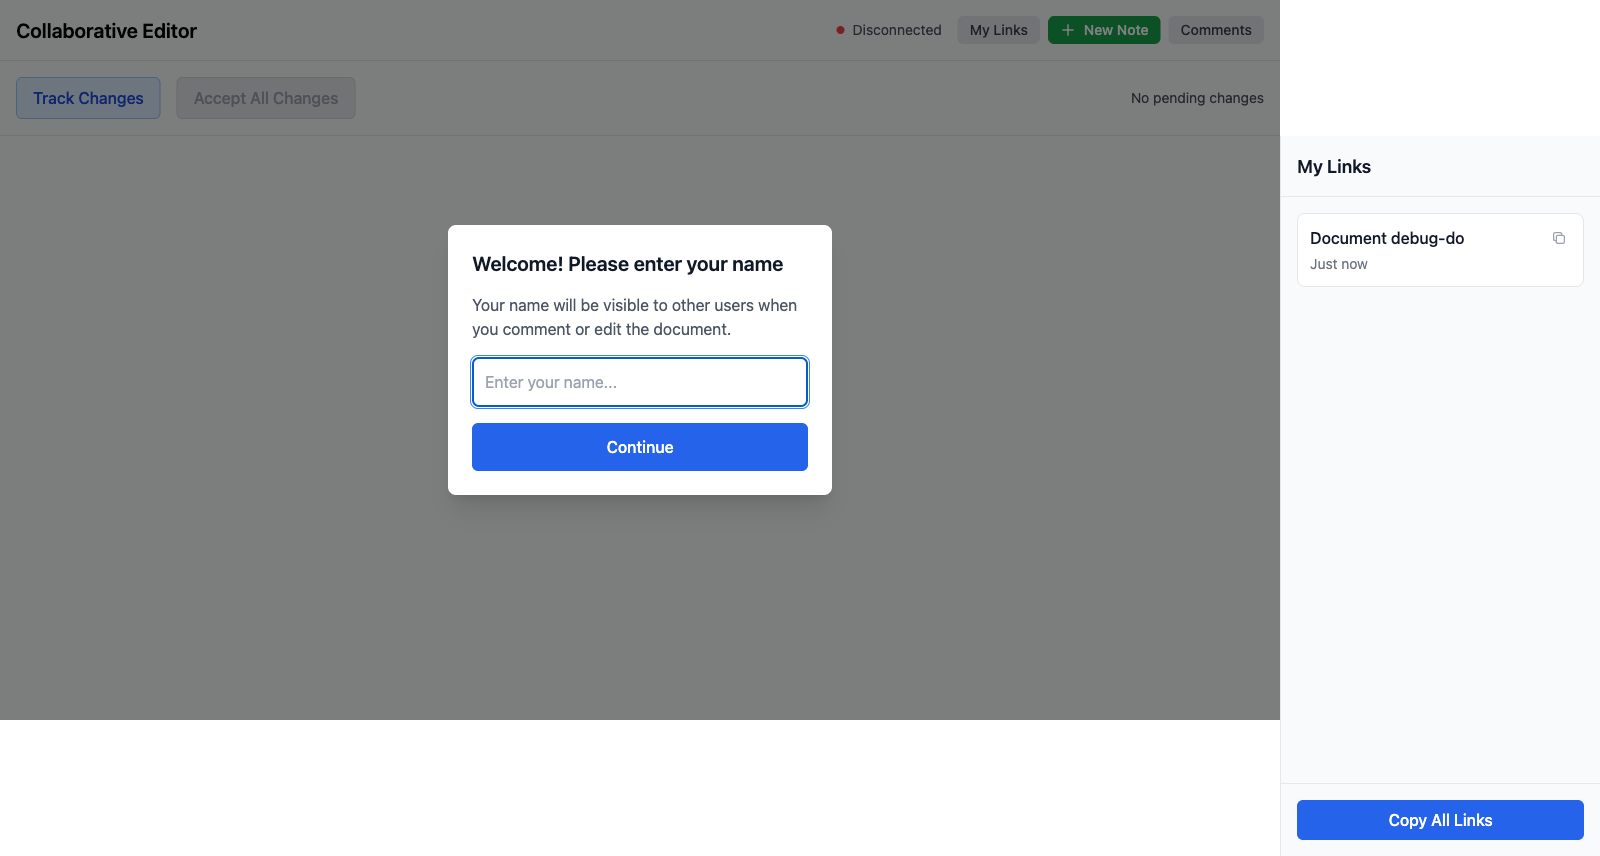 Collaborative Editor
Disconnected
My Links
New Note
Comments
Track Changes
Accept All Changes
No pending changes
Welcome! Please enter your name
Your name will be visible to other users when
you comment or edit the document.
Enter your name...
Continue
My Links
Document debug-do
Just now
Copy All Links